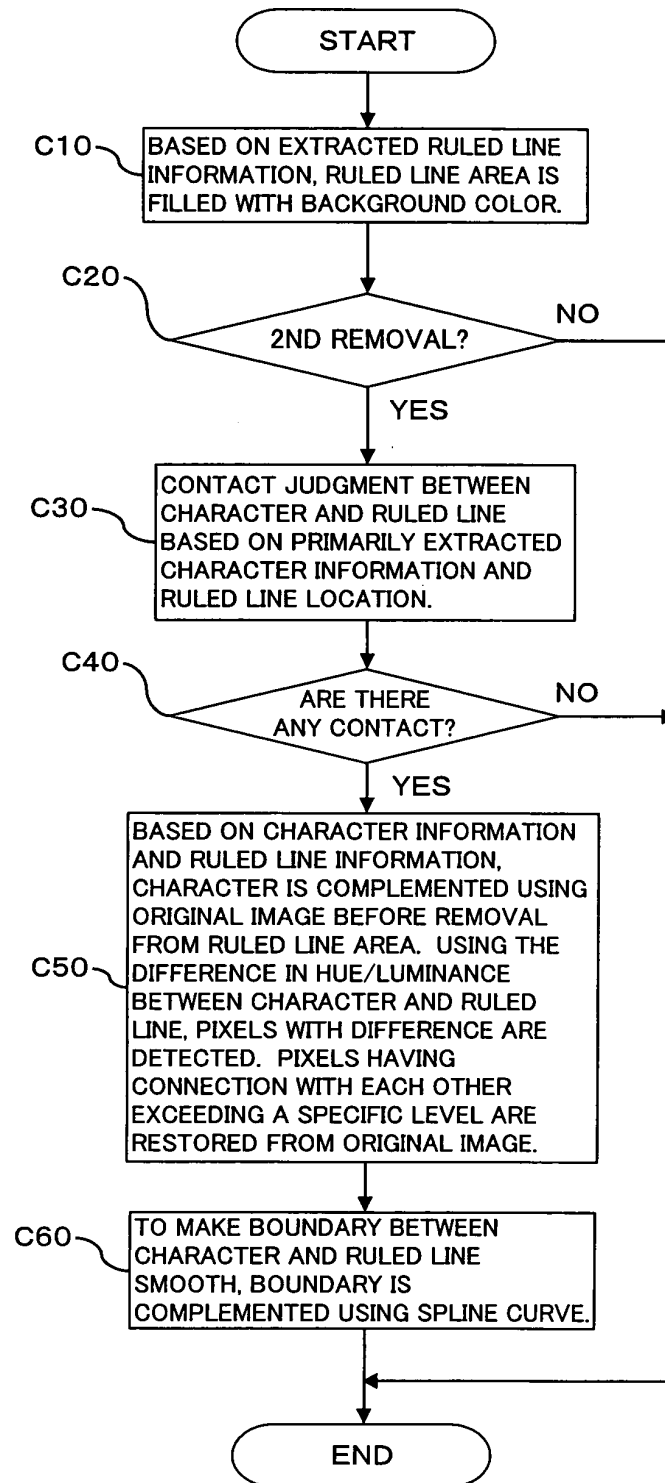 START
C10
BASED ON EXTRACTED RULED LINE
INFORMATION, RULED LINE AREA IS
FILLED WITH BACKGROUND COLOR.
C20
2ND REMOVAL?
NO
YES
C30
CONTACT JUDGMENT BETWEEN
CHARACTER AND RULED LINE
BASED ON PRIMARILY EXTRACTED
CHARACTER INFORMATION AND
RULED LINE LOCATION.
C40
ARE THERE
ANY CONTACT?
NO
YES
C50
BASED ON CHARACTER INFORMATION
AND RULED LINE INFORMATION,
CHARACTER IS COMPLEMENTED USING
ORIGINAL IMAGE BEFORE REMOVAL
FROM RULED LINE AREA. USING THE
DIFFERENCE IN HUE/LUMINANCE
BETWEEN CHARACTER AND RULED
LINE, PIXELS WITH DIFFERENCE ARE
DETECTED. PIXELS HAVING
CONNECTION WITH EACH OTHER
EXCEEDING A SPECIFIC LEVEL ARE
RESTORED FROM ORIGINAL IMAGE.
C60
TO MAKE BOUNDARY BETWEEN
CHARACTER AND RULED LINE
SMOOTH, BOUNDARY IS
COMPLEMENTED USING SPLINE CURVE.
END